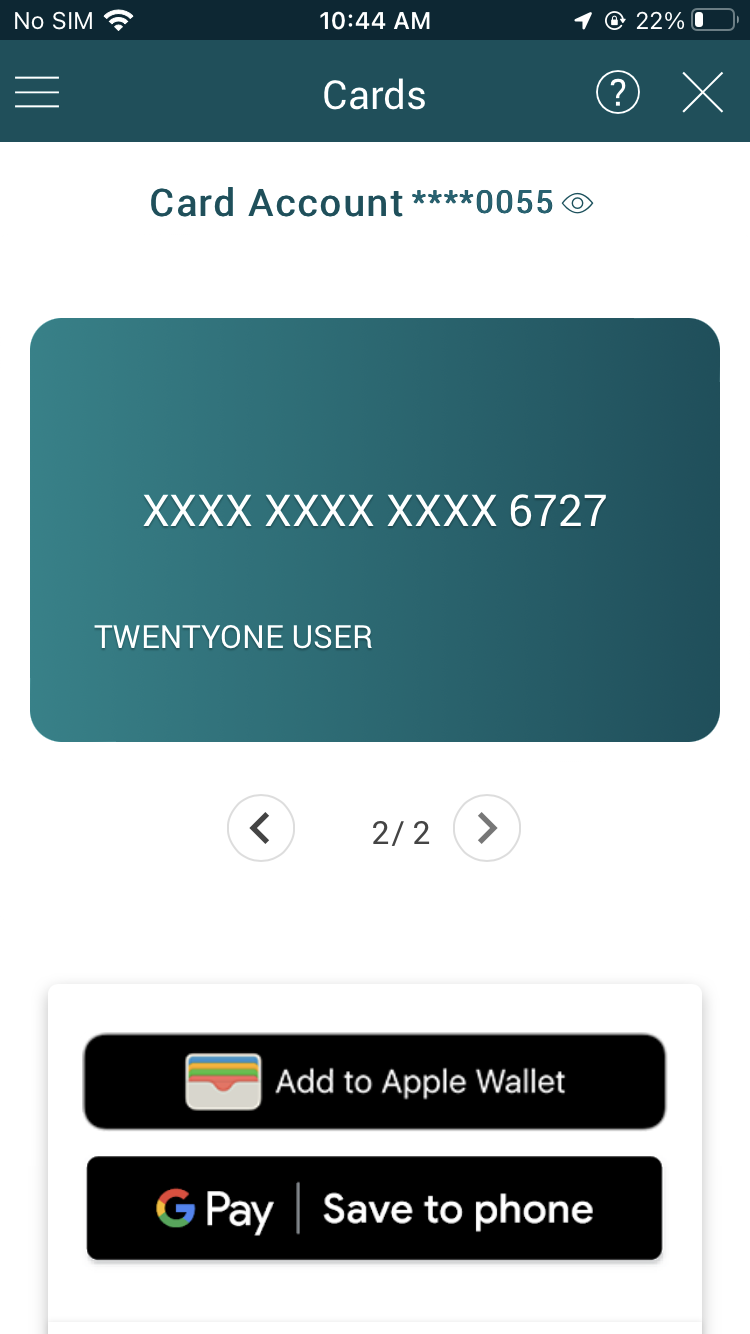 No SIM 10:44 AM 22%
Cards ?
Card Account ****0055
XXXX XXXX XXXX 6727
TWENTYONE USER
2/ 2
Add to Apple Wallet
G Pay | Save to phone